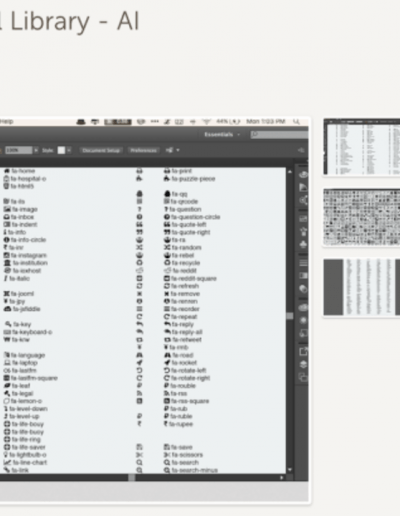 l Library - AI
Help
Mon 1:03 PM
Essentials
Style
Document Setup
Preferences
fa-home
fa-hospital-o
fa-html5
fa-image
fa-inbox
fa-indent
fa-info
fa-info-circle
fa-inr
fa-instagram
fa-institution
fa-ioxhost
fa-italic
fa-joomla
fa-jpy
fa-jsfiddle
fa-key
fa-keyboard-o
fa-krw
fa-language
fa-laptop
fa-lastfm
fa-lastfm-square
fa-leaf
fa-legal
fa-lemon-o
fa-level-down
fa-level-up
fa-life-bouy
fa-life-buoy
fa-life-ring
fa-life-saver
fa-lightbulb-o
fa-line-chart
fa-link
fa-print
fa-puzzle-piece
fa-qq
fa-qrcode
fa-question
fa-question-circle
fa-quote-left
fa-quote-right
fa-ra
fa-random
fa-rebel
fa-recycle
fa-reddit
fa-reddit-square
fa-refresh
fa-remove
fa-renren
fa-reorder
fa-repeat
fa-reply
fa-reply-all
fa-retweet
fa-rmb
fa-road
fa-rocket
fa-rotate-left
fa-rotate-right
fa-rouble
fa-rss
fa-rss-square
fa-rub
fa-ruble
fa-rupee
fa-save
fa-scissors
fa-search
fa-search-minus